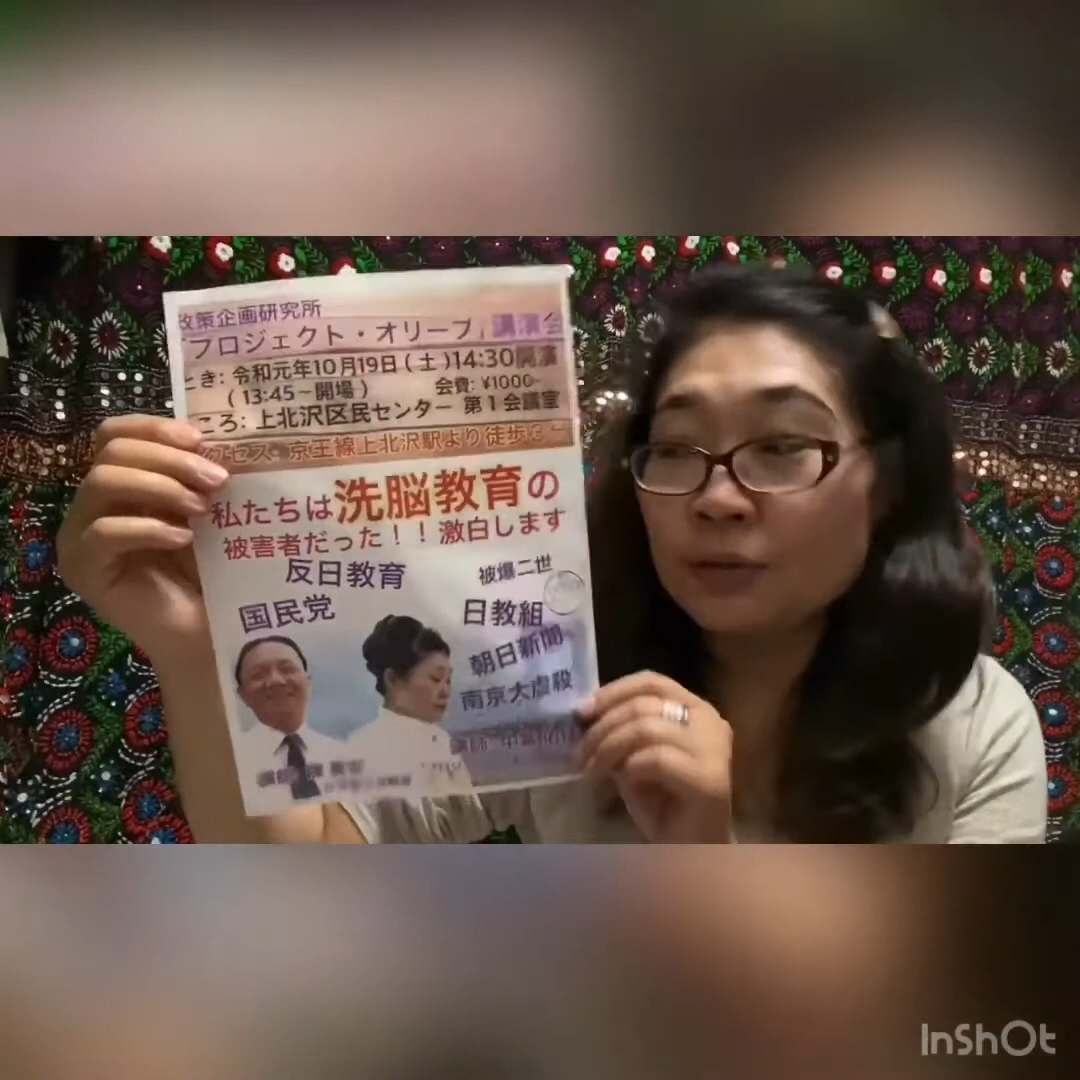 政策企画研究所
「プロジェクト・オリーブ」講演会
とき: 令和元年10月19日(土)14:30開演
(13:45~開場) 会費: ¥1000-
ころ: 上北沢区民センター 第1会議室
アクセス 京王線上北沢駅より徒歩3
私たちは洗脳教育の
被害者だった!!激白します
反日教育
被爆二世
国民党
日教組
朝日新聞
南京大虐殺
講師
講師
InShOt